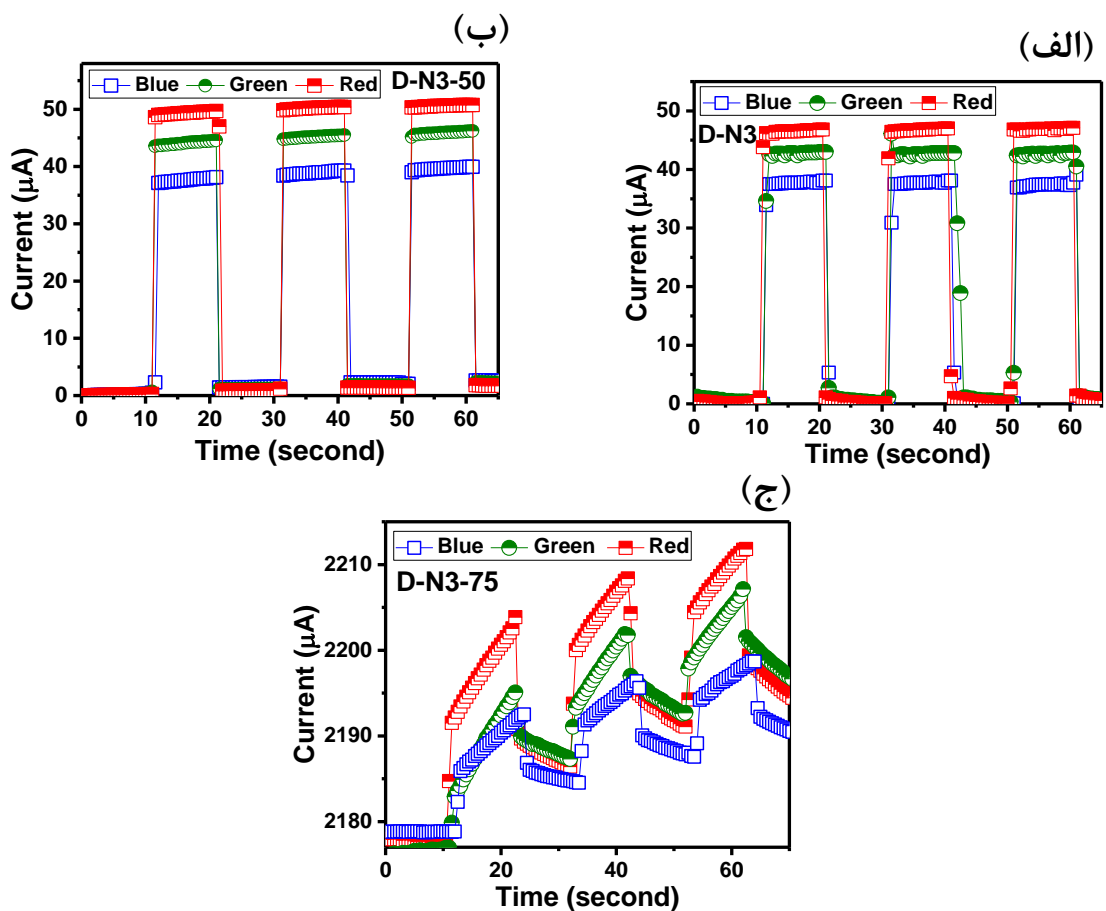 (الف)
Blue Green Red
D-N3
Current (μA)
50
40
30
20
10
0
0 10 20 30 40 50 60
Time (second)
(ب)
Blue Green Red
D-N3-50
Current (μA)
50
40
30
20
10
0
0 10 20 30 40 50 60
Time (second)
(ج)
Blue Green Red
D-N3-75
Current (μA)
2210
2200
2190
2180
0 20 40 60
Time (second)